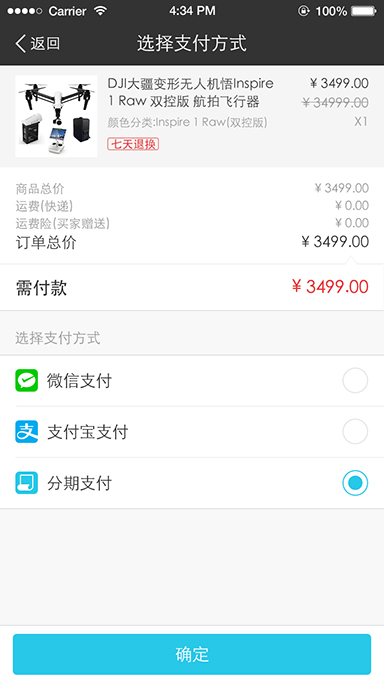 Carrier 4:34 PM 100%
返回 选择支付方式
DJI大疆变形无人机悟Inspire ¥ 3499.00
1 Raw 双控版 航拍飞行器 ¥ 34999.00
颜色分类:Inspire 1 Raw(双控版) X1
七天退换
商品总价 ¥ 3499.00
运费(快递) ¥ 0.00
运费险(买家赠送) ¥ 0.00
订单总价 ¥ 3499.00
需付款 ¥ 3499.00
选择支付方式
微信支付
支付宝支付
分期支付
确定